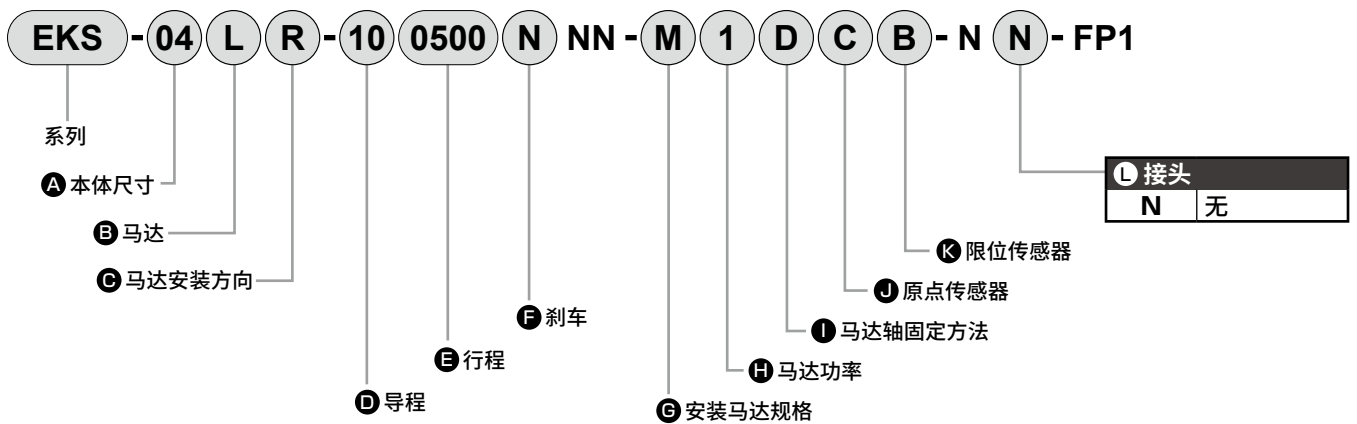 EKS - 04 L R - 10 0500 N NN - M 1 D C B - N N - FP1
系列
A 本体尺寸
B 马达
C 马达安装方向
D 导程
E 行程
F 刹车
G 安装马达规格
H 马达功率
I 马达轴固定方法
J 原点传感器
K 限位传感器
L 接头
N 无